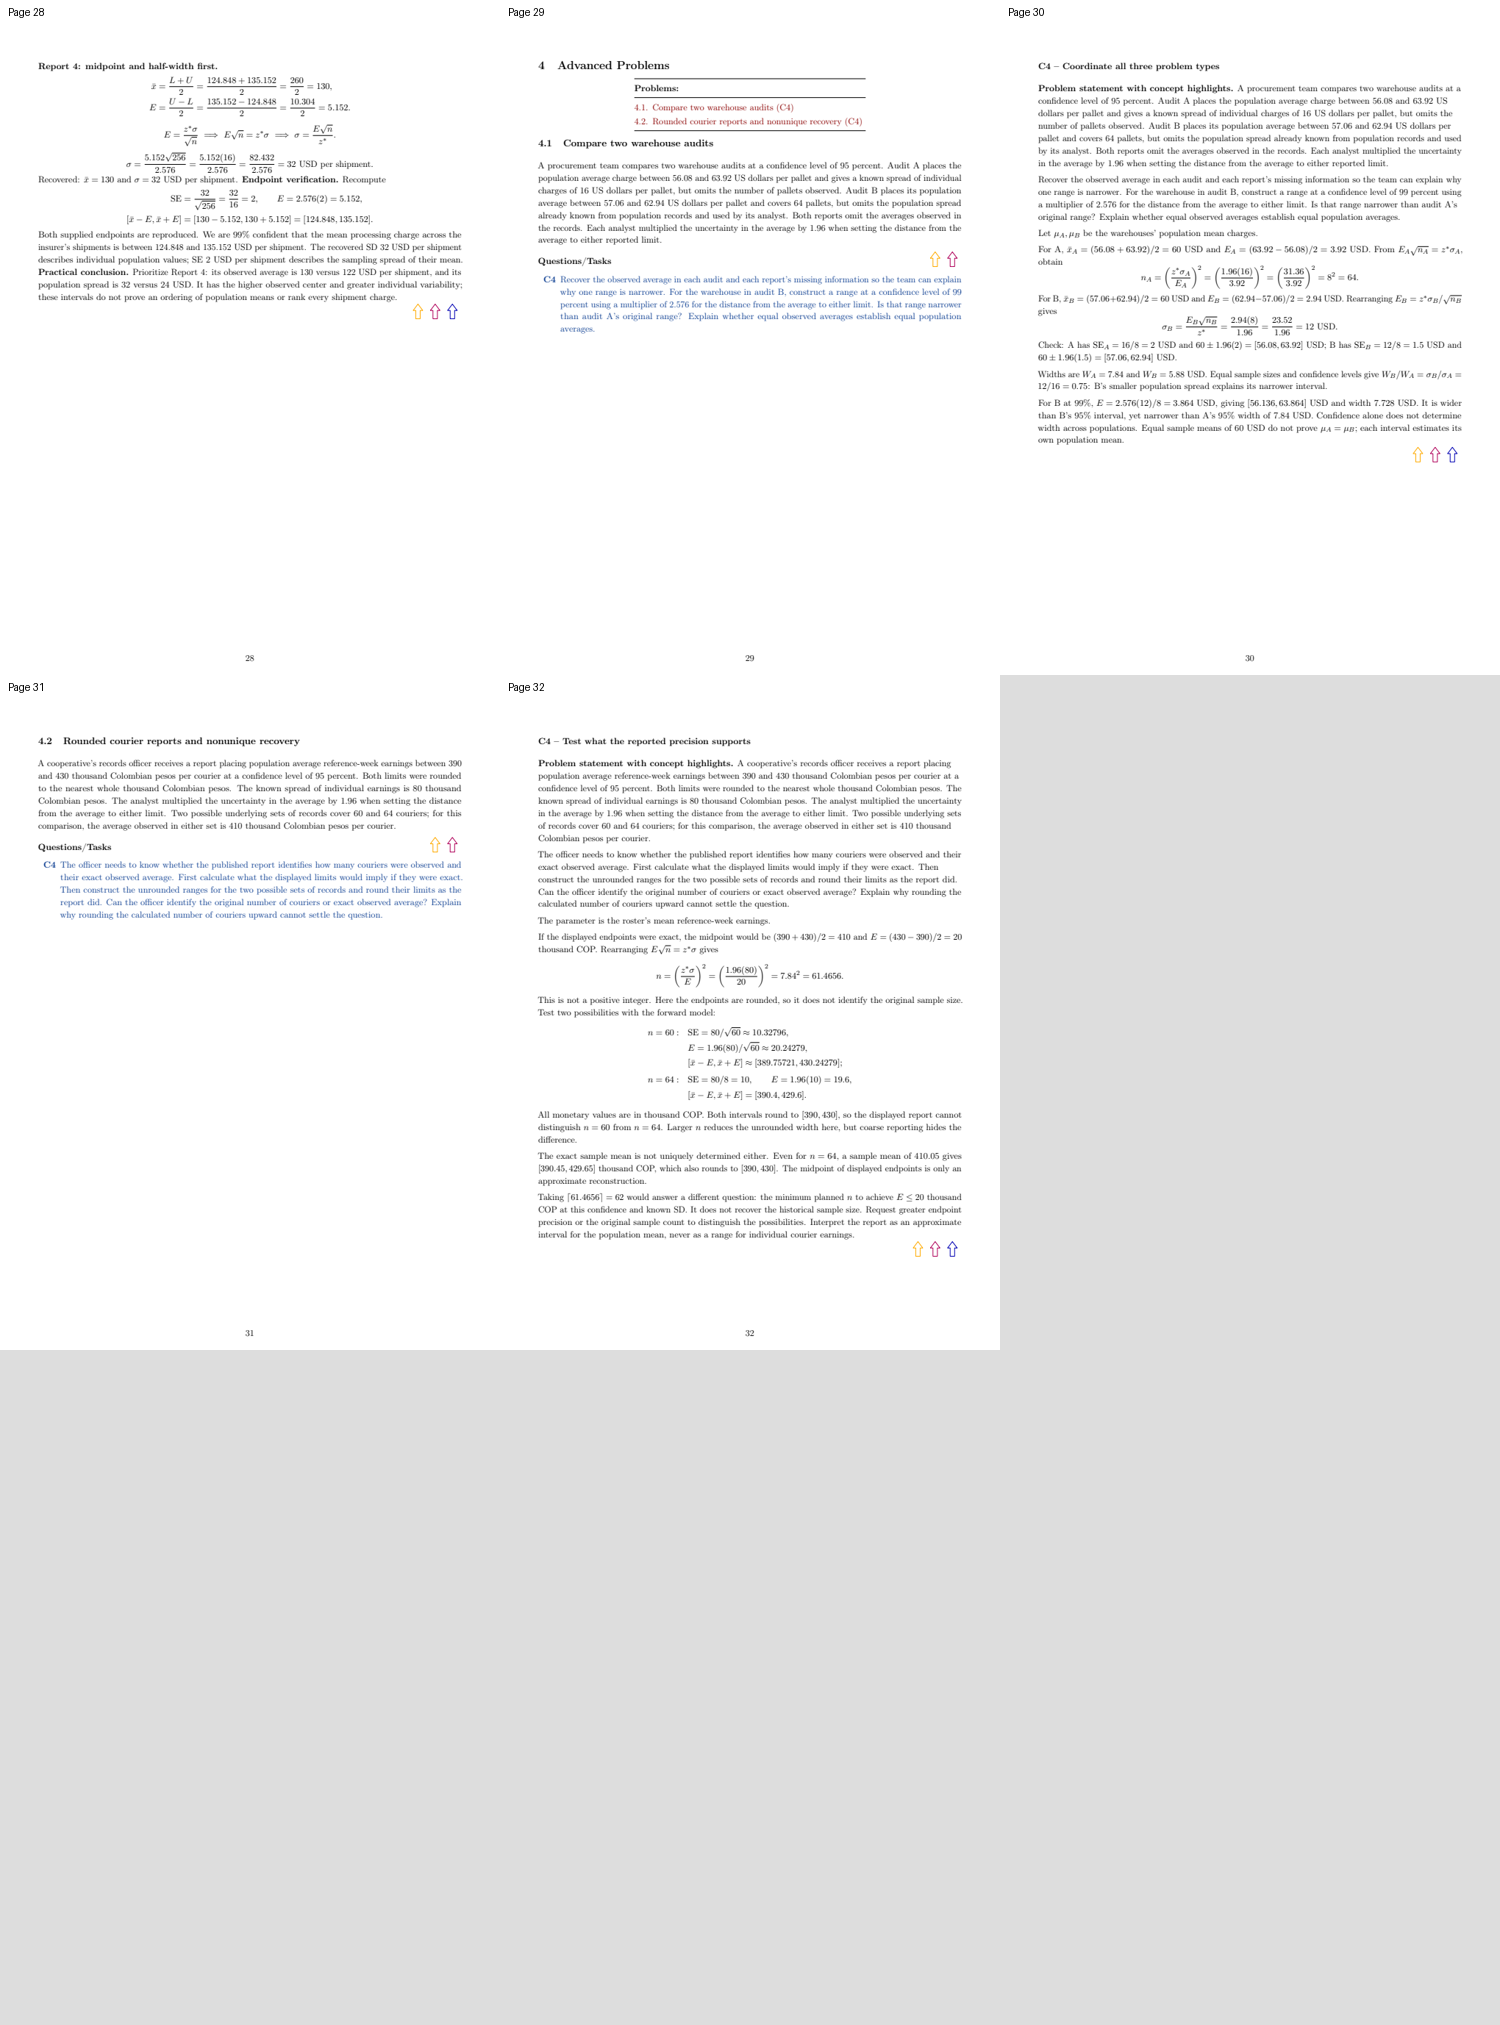 Page 28
Report 4: midpoint and half-width first.
x̄ = (L + U)/2 = (124.848 + 135.152)/2 = 260/2 = 130,
E = (U − L)/2 = (135.152 − 124.848)/2 = 10.304/2 = 5.152.
E = z*σ/√n ⟹ E√n = z*σ ⟹ σ = E√n/z*.
σ = 5.152√256/2.576 = 5.152(16)/2.576 = 82.432/2.576 = 32 USD per shipment.
Recovered: x̄ = 130 and σ = 32 USD per shipment. Endpoint verification. Recompute
SE = 32/√256 = 32/16 = 2, E = 2.576(2) = 5.152,
[x̄ − E, x̄ + E] = [130 − 5.152, 130 + 5.152] = [124.848, 135.152].
Both supplied endpoints are reproduced. We are 99% confident that the mean processing charge across the
insurer's shipments is between 124.848 and 135.152 USD per shipment. The recovered SD 32 USD per shipment
describes individual population values; SE 2 USD per shipment describes the sampling spread of their mean.
Practical conclusion. Prioritize Report 4: its observed average is 130 versus 122 USD per shipment, and its
population spread is 32 versus 24 USD. It has the higher observed center and greater individual variability;
these intervals do not prove an ordering of population means or rank every shipment charge.
28
Page 29
4 Advanced Problems
Problems:
4.1. Compare two warehouse audits (C4)
4.2. Rounded courier reports and nonunique recovery (C4)
4.1 Compare two warehouse audits
A procurement team compares two warehouse audits at a confidence level of 95 percent. Audit A places the
population average charge between 56.08 and 63.92 US dollars per pallet and gives a known spread of individual
charges of 16 US dollars per pallet, but omits the number of pallets observed. Audit B places its population
average between 57.06 and 62.94 US dollars per pallet and covers 64 pallets, but omits the population spread
already known from population records and used by its analyst. Both reports omit the averages observed in
the records. Each analyst multiplied the uncertainty in the average by 1.96 when setting the distance from the
average to either reported limit.
Questions/Tasks
C4 Recover the observed average in each audit and each report's missing information so the team can explain
why one range is narrower. For the warehouse in audit B, construct a range at a confidence level of 99
percent using a multiplier of 2.576 for the distance from the average to either limit. Is that range narrower
than audit A's original range? Explain whether equal observed averages establish equal population
averages.
29
Page 30
C4 – Coordinate all three problem types
Problem statement with concept highlights. A procurement team compares two warehouse audits at a
confidence level of 95 percent. Audit A places the population average charge between 56.08 and 63.92 US
dollars per pallet and gives a known spread of individual charges of 16 US dollars per pallet, but omits the
number of pallets observed. Audit B places its population average between 57.06 and 62.94 US dollars per
pallet and covers 64 pallets, but omits the population spread already known from population records and used
by its analyst. Both reports omit the averages observed in the records. Each analyst multiplied the uncertainty
in the average by 1.96 when setting the distance from the average to either reported limit.
Recover the observed average in each audit and each report's missing information so the team can explain why
one range is narrower. For the warehouse in audit B, construct a range at a confidence level of 99 percent using
a multiplier of 2.576 for the distance from the average to either limit. Is that range narrower than audit A's
original range? Explain whether equal observed averages establish equal population averages.
Let μA, μB be the warehouses' population mean charges.
For A, x̄A = (56.08 + 63.92)/2 = 60 USD and EA = (63.92 − 56.08)/2 = 3.92 USD. From EA√nA = z*σA,
obtain
nA = (z*σA/EA)² = (1.96(16)/3.92)² = (31.36/3.92)² = 8² = 64.
For B, x̄B = (57.06+62.94)/2 = 60 USD and EB = (62.94−57.06)/2 = 2.94 USD. Rearranging EB = z*σB/√nB
gives
σB = EB√nB/z* = 2.94(8)/1.96 = 23.52/1.96 = 12 USD.
Check: A has SEA = 16/8 = 2 USD and 60 ± 1.96(2) = [56.08, 63.92] USD; B has SEB = 12/8 = 1.5 USD and
60 ± 1.96(1.5) = [57.06, 62.94] USD.
Widths are WA = 7.84 and WB = 5.88 USD. Equal sample sizes and confidence levels give WB/WA = σB/σA =
12/16 = 0.75: B's smaller population spread explains its narrower interval.
For B at 99%, E = 2.576(12)/8 = 3.864 USD, giving [56.136, 63.864] USD and width 7.728 USD. It is wider
than B's 95% interval, yet narrower than A's 95% width of 7.84 USD. Confidence alone does not determine
width across populations. Equal sample means of 60 USD do not prove μA = μB; each interval estimates its
own population mean.
30
Page 31
4.2 Rounded courier reports and nonunique recovery
A cooperative's records officer receives a report placing population average reference-week earnings between 390
and 430 thousand Colombian pesos per courier at a confidence level of 95 percent. Both limits were rounded
to the nearest whole thousand Colombian pesos. The known spread of individual earnings is 80 thousand
Colombian pesos. The analyst multiplied the uncertainty in the average by 1.96 when setting the distance
from the average to either limit. Two possible underlying sets of records cover 60 and 64 couriers; for this
comparison, the average observed in either set is 410 thousand Colombian pesos per courier.
Questions/Tasks
C4 The officer needs to know whether the published report identifies how many couriers were observed and
their exact observed average. First calculate what the displayed limits would imply if they were exact.
Then construct the unrounded ranges for the two possible sets of records and round their limits as the
report did. Can the officer identify the original number of couriers or exact observed average? Explain
why rounding the calculated number of couriers upward cannot settle the question.
31
Page 32
C4 – Test what the reported precision supports
Problem statement with concept highlights. A cooperative's records officer receives a report placing
population average reference-week earnings between 390 and 430 thousand Colombian pesos per courier at a
confidence level of 95 percent. Both limits were rounded to the nearest whole thousand Colombian pesos. The
known spread of individual earnings is 80 thousand Colombian pesos. The analyst multiplied the uncertainty
in the average by 1.96 when setting the distance from the average to either limit. Two possible underlying sets
of records cover 60 and 64 couriers; for this comparison, the average observed in either set is 410 thousand
Colombian pesos per courier.
The officer needs to know whether the published report identifies how many couriers were observed and their
exact observed average. First calculate what the displayed limits would imply if they were exact. Then
construct the unrounded ranges for the two possible sets of records and round their limits as the report did.
Can the officer identify the original number of couriers or exact observed average? Explain why rounding the
calculated number of couriers upward cannot settle the question.
The parameter is the roster's mean reference-week earnings.
If the displayed endpoints were exact, the midpoint would be (390 + 430)/2 = 410 and E = (430 − 390)/2 = 20
thousand COP. Rearranging E√n = z*σ gives
n = (z*σ/E)² = (1.96(80)/20)² = 7.84² = 61.4656.
This is not a positive integer. Here the endpoints are rounded, so it does not identify the original sample size.
Test two possibilities with the forward model:
n = 60 : SE = 80/√60 ≈ 10.32796,
E = 1.96(80)/√60 ≈ 20.24279,
[x̄ − E, x̄ + E] ≈ [389.75721, 430.24279];
n = 64 : SE = 80/8 = 10, E = 1.96(10) = 19.6,
[x̄ − E, x̄ + E] = [390.4, 429.6].
All monetary values are in thousand COP. Both intervals round to [390, 430], so the displayed report cannot
distinguish n = 60 from n = 64. Larger n reduces the unrounded width here, but coarse reporting hides the
difference.
The exact sample mean is not uniquely determined either. Even for n = 64, a sample mean of 410.05 gives
[390.45, 429.65] thousand COP, which also rounds to [390, 430]. The midpoint of displayed endpoints is only an
approximate reconstruction.
Taking ⌈61.4656⌉ = 62 would answer a different question: the minimum planned n to achieve E ≤ 20 thousand
COP at this confidence and known SD. It does not recover the historical sample size. Request greater endpoint
precision or the original sample count to distinguish the possibilities. Interpret the report as an approximate
interval for the population mean, never as a range for individual courier earnings.
32